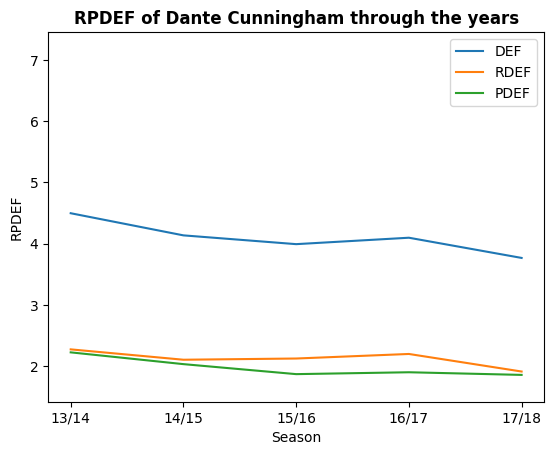 RPDEF of Dante Cunningham through the years
DEF
RDEF
PDEF
RPDEF
7
6
5
4
3
2
13/14 14/15 15/16 16/17 17/18
Season